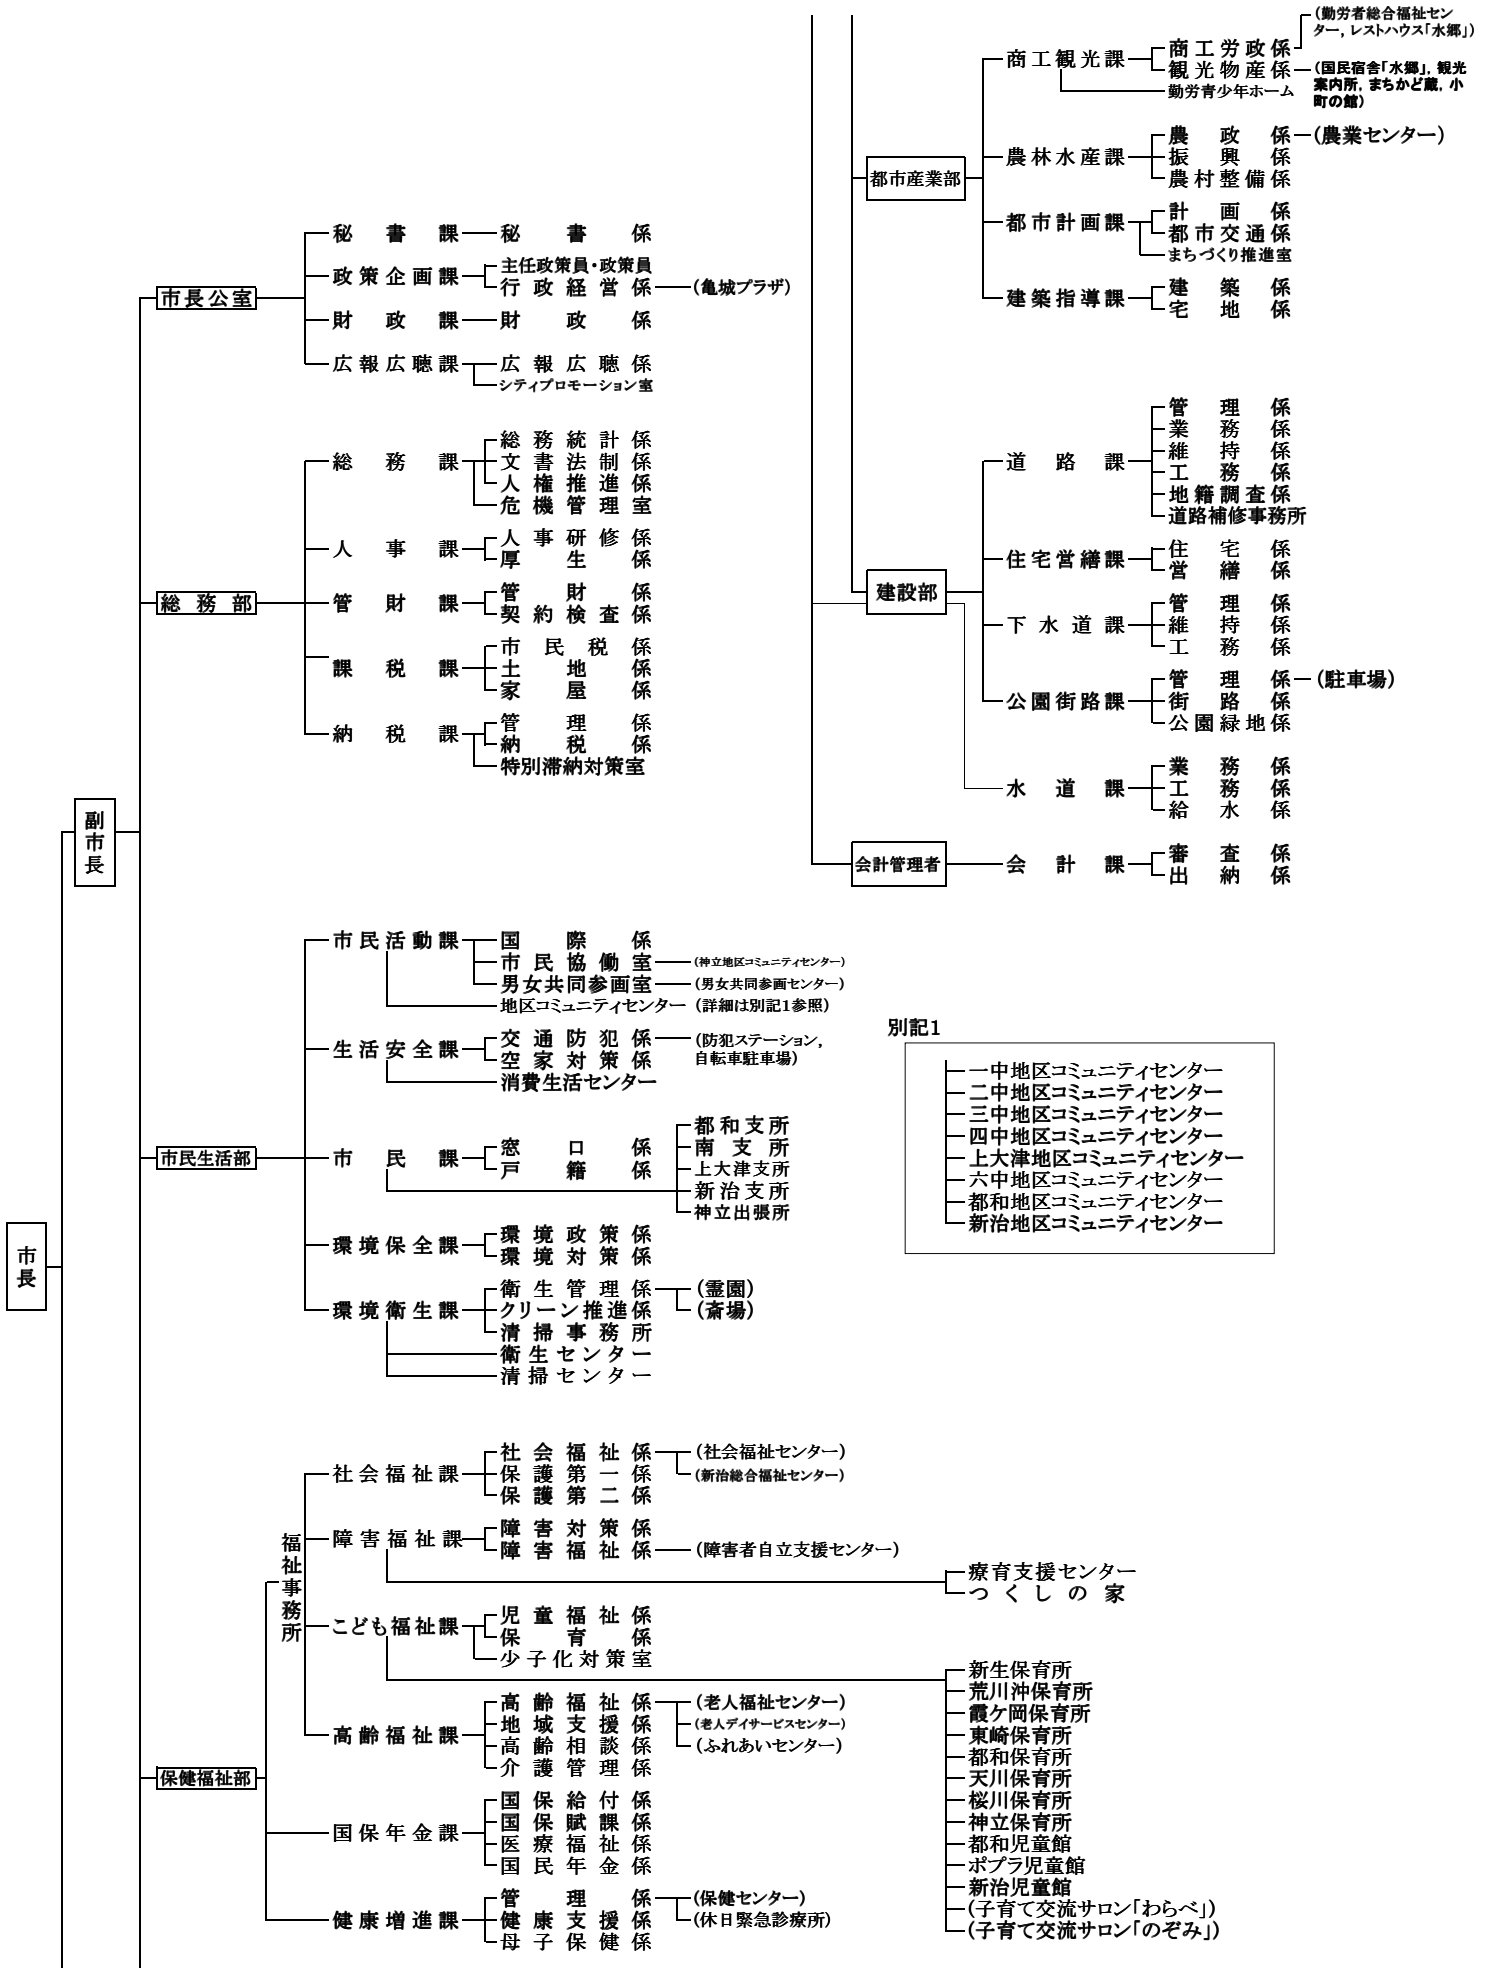 市長
副市長
市長公室
秘書課
秘書係
政策企画課
主任政策員・政策員
行政経営係
(亀城プラザ)
財政課
財政係
広報広聴課
広報広聴係
シティプロモーション室
総務部
総務課
総務統計係
文書法制係
人権推進係
危機管理室
人事課
人事研修係
厚生係
管財課
管財係
契約検査係
課税課
市民税係
土地係
家屋係
納税課
管理係
納税係
特別滞納対策室
市民生活部
市民活動課
国際係
市民協働室
(神立地区コミュニティセンター)
男女共同参画室
(男女共同参画センター)
地区コミュニティセンター
(詳細は別記1参照)
生活安全課
交通防犯係
(防犯ステーション,
自転車駐車場)
空家対策係
消費生活センター
市民課
窓口係
戸籍係
都和支所
南支所
上大津支所
新治支所
神立出張所
環境保全課
環境政策係
環境対策係
環境衛生課
衛生管理係
(霊園)
(斎場)
クリーン推進係
清掃事務所
衛生センター
清掃センター
保健福祉部
福祉事務所
社会福祉課
社会福祉係
(社会福祉センター)
(新治総合福祉センター)
保護第一係
保護第二係
障害福祉課
障害対策係
障害福祉係
(障害者自立支援センター)
療育支援センター
つくしの家
こども福祉課
児童福祉係
保育係
少子化対策室
新生保育所
荒川沖保育所
霞ケ岡保育所
東崎保育所
都和保育所
天川保育所
桜川保育所
神立保育所
都和児童館
ポプラ児童館
新治児童館
(子育て交流サロン「わらべ」)
(子育て交流サロン「のぞみ」)
高齢福祉課
高齢福祉係
(老人福祉センター)
地域支援係
(老人デイサービスセンター)
高齢相談係
(ふれあいセンター)
介護管理係
国保年金課
国保給付係
国保賦課係
医療福祉係
国民年金係
健康増進課
管理係
(保健センター)
健康支援係
(休日緊急診療所)
母子保健係
都市産業部
商工観光課
商工労政係
(勤労者総合福祉セン
ター, レストハウス「水郷」)
観光物産係
(国民宿舎「水郷」, 観光
案内所, まちかど蔵, 小
町の館)
勤労青少年ホーム
農林水産課
農政係
(農業センター)
振興係
農村整備係
都市計画課
計画係
都市交通係
まちづくり推進室
建築指導課
建築係
宅地係
建設部
道路課
管理係
業務係
維持係
工務係
地籍調査係
道路補修事務所
住宅営繕課
住宅係
営繕係
下水道課
管理係
維持係
工務係
公園街路課
管理係
(駐車場)
街路係
公園緑地係
水道課
業務係
工務係
給水係
会計管理者
会計課
審査係
出納係
別記1
一中地区コミュニティセンター
二中地区コミュニティセンター
三中地区コミュニティセンター
四中地区コミュニティセンター
上大津地区コミュニティセンター
六中地区コミュニティセンター
都和地区コミュニティセンター
新治地区コミュニティセンター